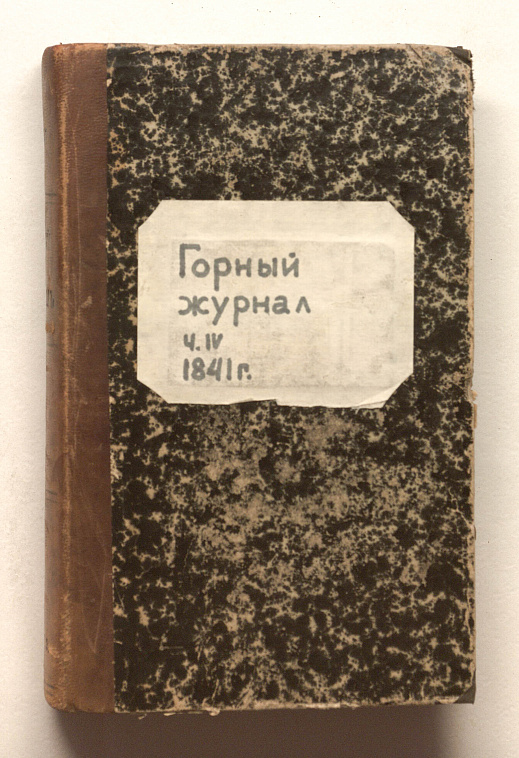 Горный
журнал
ч. IV
1841 г.